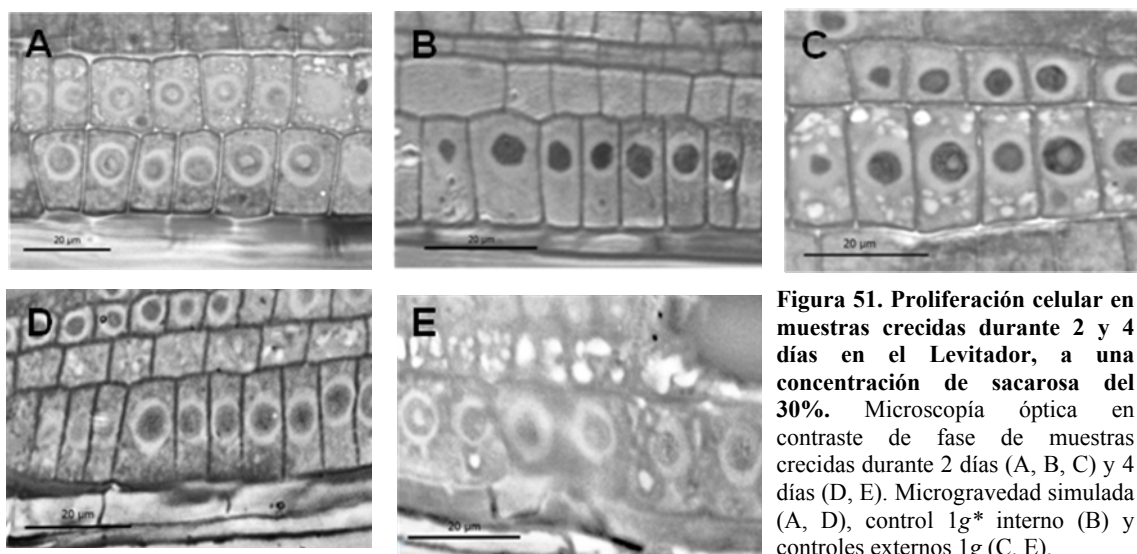 A
B
C
20 µm
20 µm
20 µm
D
E
20 µm
20 µm
Figura 51. Proliferación celular en
muestras crecidas durante 2 y 4
días en el Levitador, a una
concentración de sacarosa del
30%. Microscopía óptica en
contraste de fase de muestras
crecidas durante 2 días (A, B, C) y 4
días (D, E). Microgravedad simulada
(A, D), control 1g* interno (B) y
controles externos 1g (C, E).